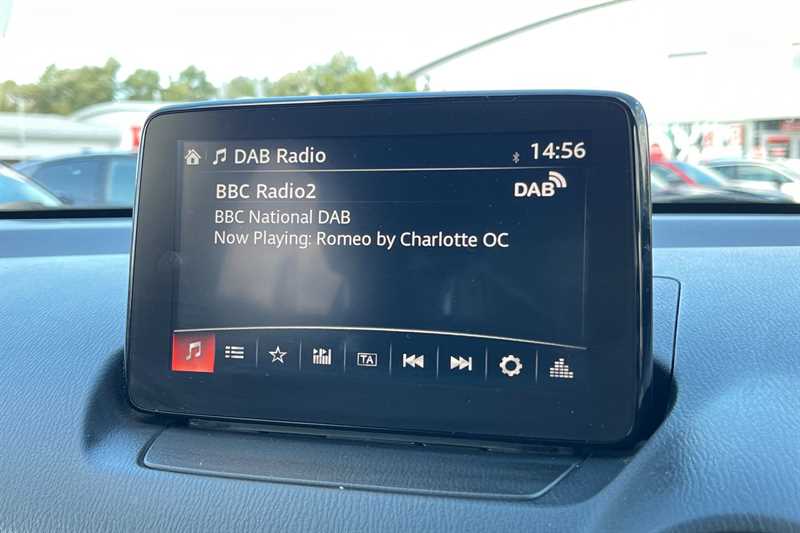 DAB Radio 14:56
BBC Radio2 DAB
BBC National DAB
Now Playing: Romeo by Charlotte OC
TA